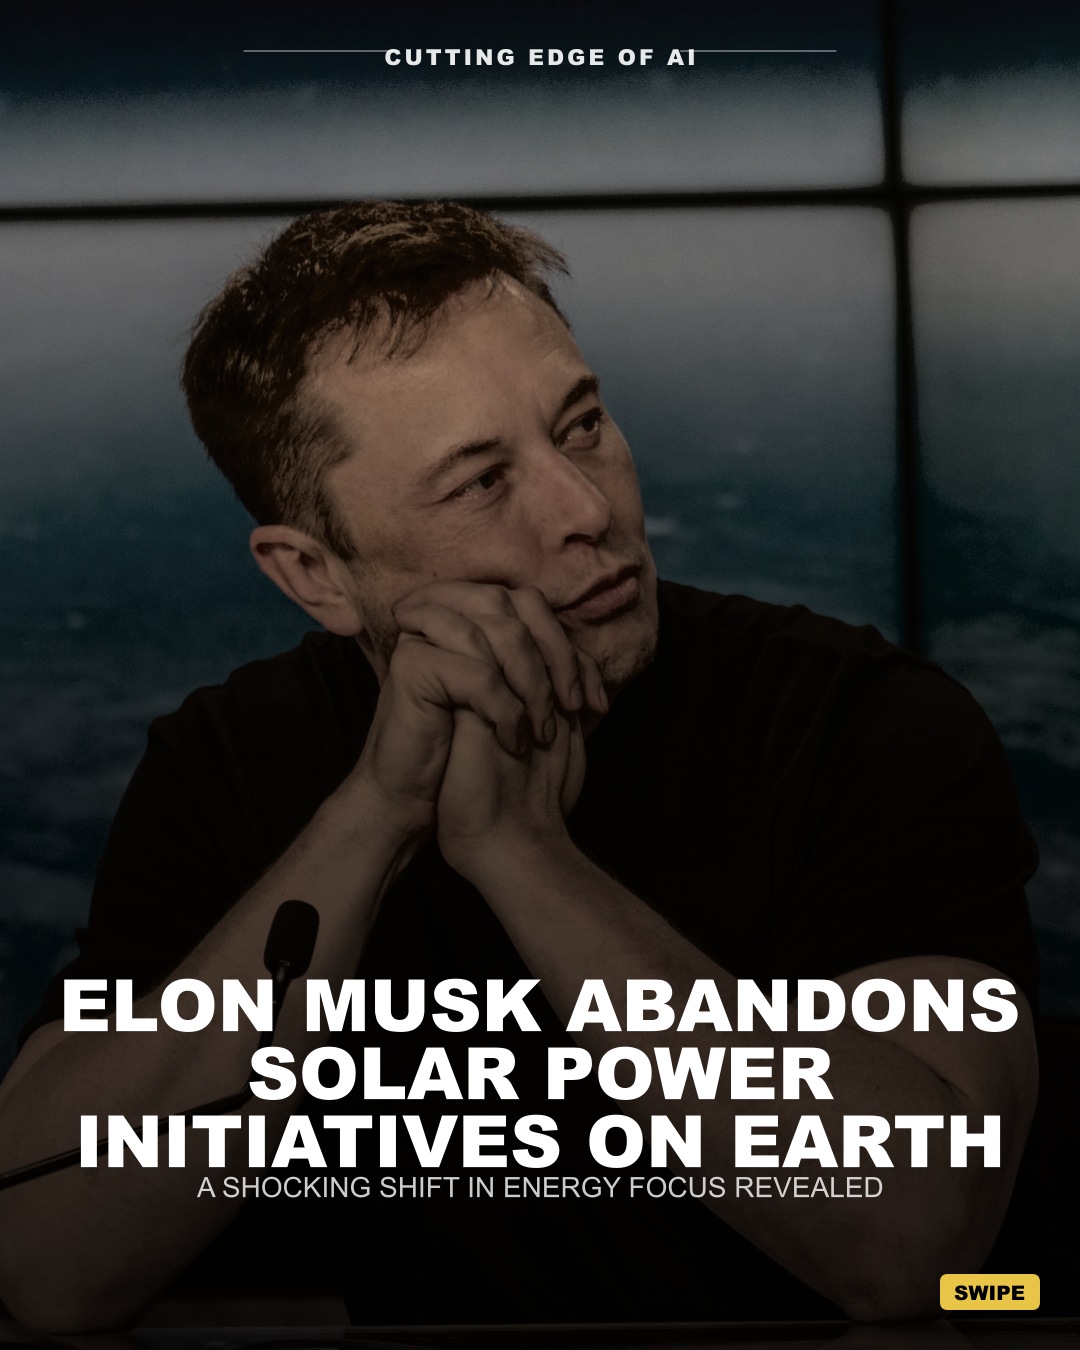 CUTTING EDGE OF AI
ELON MUSK ABANDONS
SOLAR POWER
INITIATIVES ON EARTH
A SHOCKING SHIFT IN ENERGY FOCUS REVEALED
SWIPE